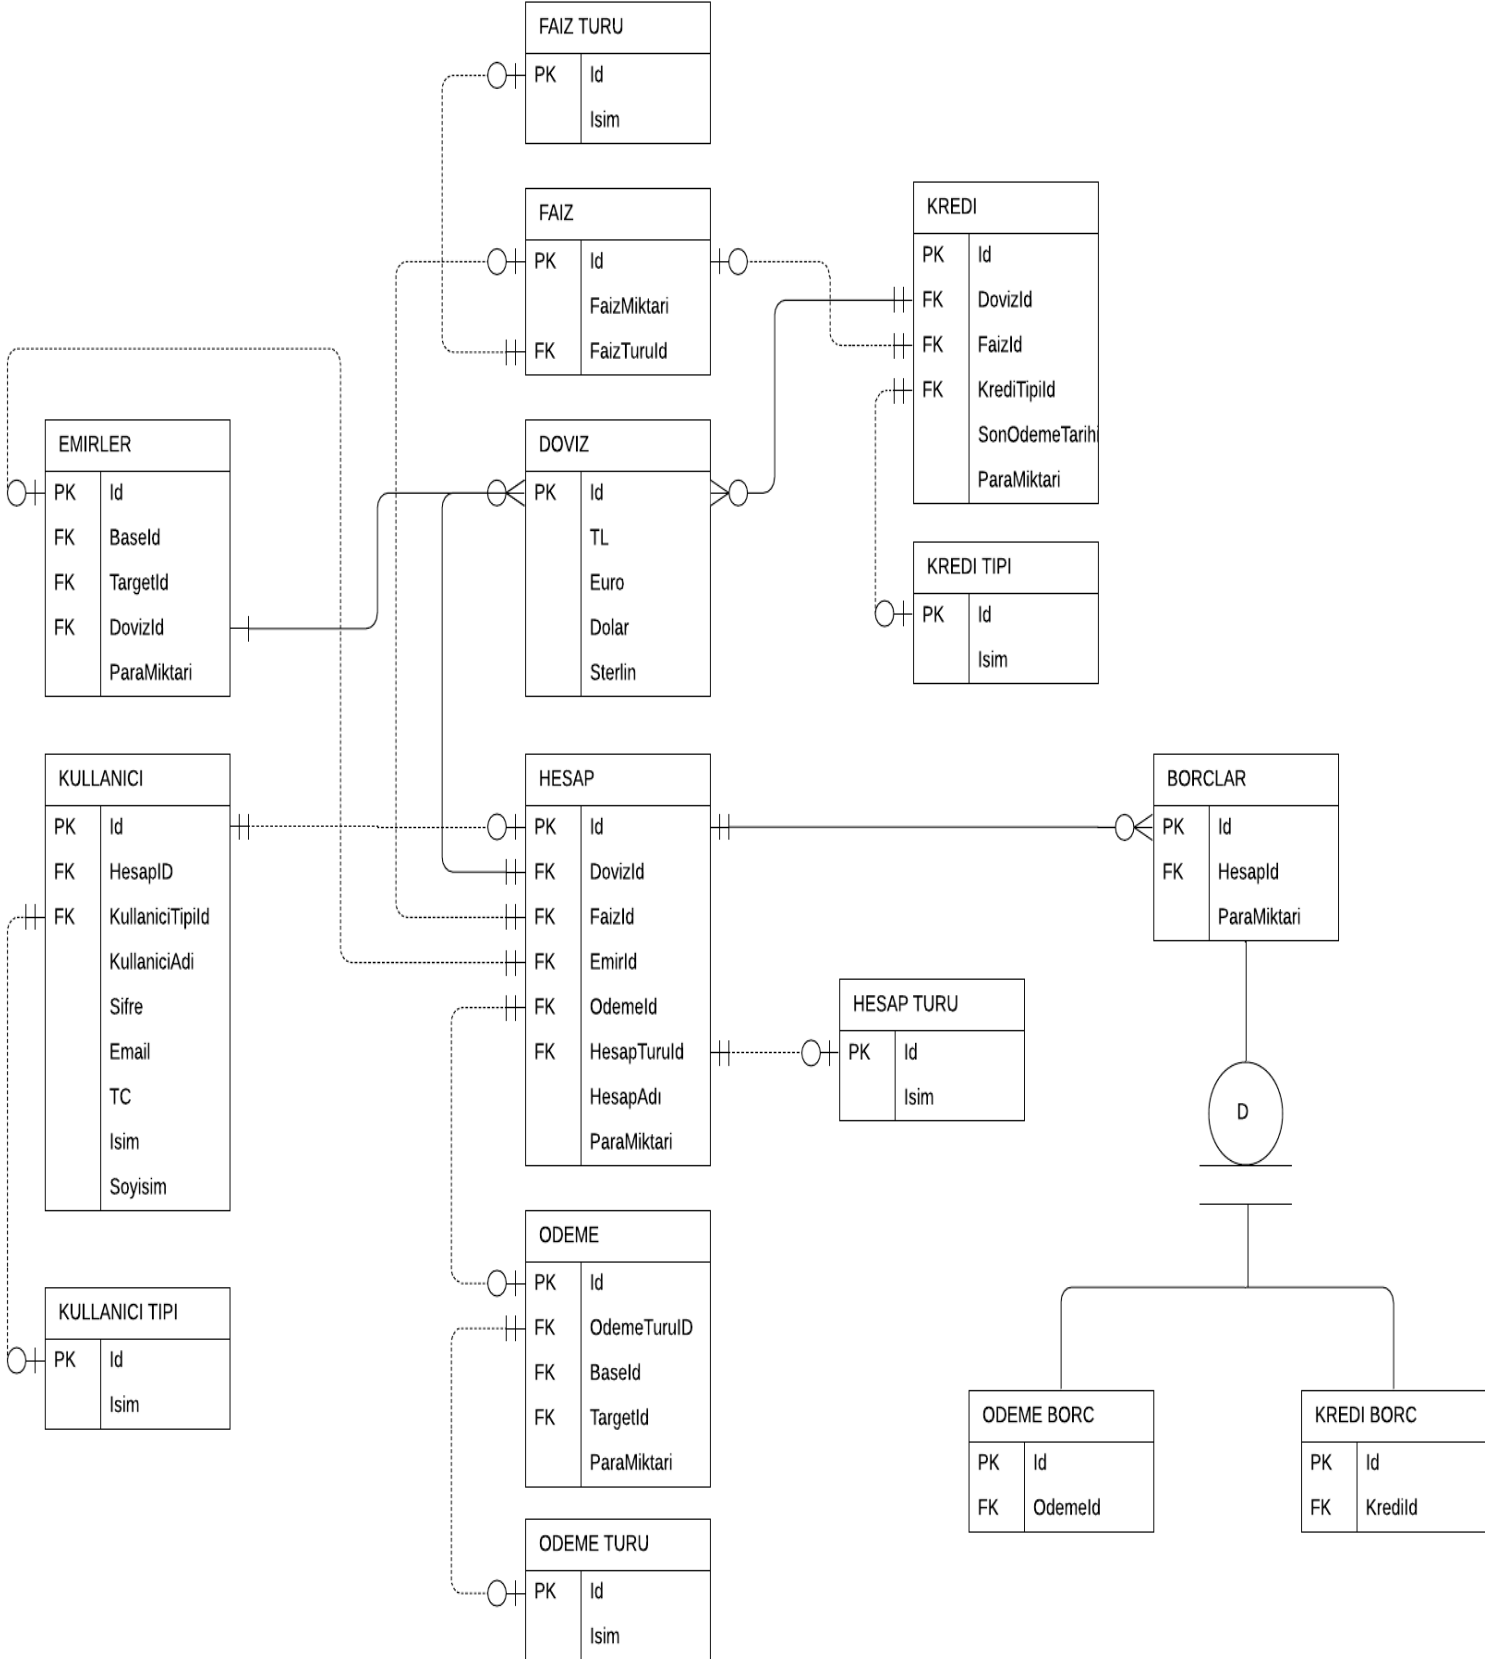 FAIZ TURU
PK Id
Isim
FAIZ
PK Id
FaizMiktari
FK FaizTuruId
KREDI
PK Id
FK DovizId
FK FaizId
FK KrediTipiId
SonOdemeTarihi
ParaMiktari
EMIRLER
PK Id
FK BaseId
FK TargetId
FK DovizId
ParaMiktari
DOVIZ
PK Id
TL
Euro
Dolar
Sterlin
KREDI TIPI
PK Id
Isim
KULLANICI
PK Id
FK HesapID
FK KullaniciTipiId
KullaniciAdi
Sifre
Email
TC
Isim
Soyisim
HESAP
PK Id
FK DovizId
FK FaizId
FK EmirId
FK OdemeId
FK HesapTuruId
HesapAdı
ParaMiktari
BORCLAR
PK Id
FK HesapId
ParaMiktari
HESAP TURU
PK Id
Isim
D
KULLANICI TIPI
PK Id
Isim
ODEME
PK Id
FK OdemeTuruID
FK BaseId
FK TargetId
ParaMiktari
ODEME BORC
PK Id
FK OdemeId
KREDI BORC
PK Id
FK KrediId
ODEME TURU
PK Id
Isim